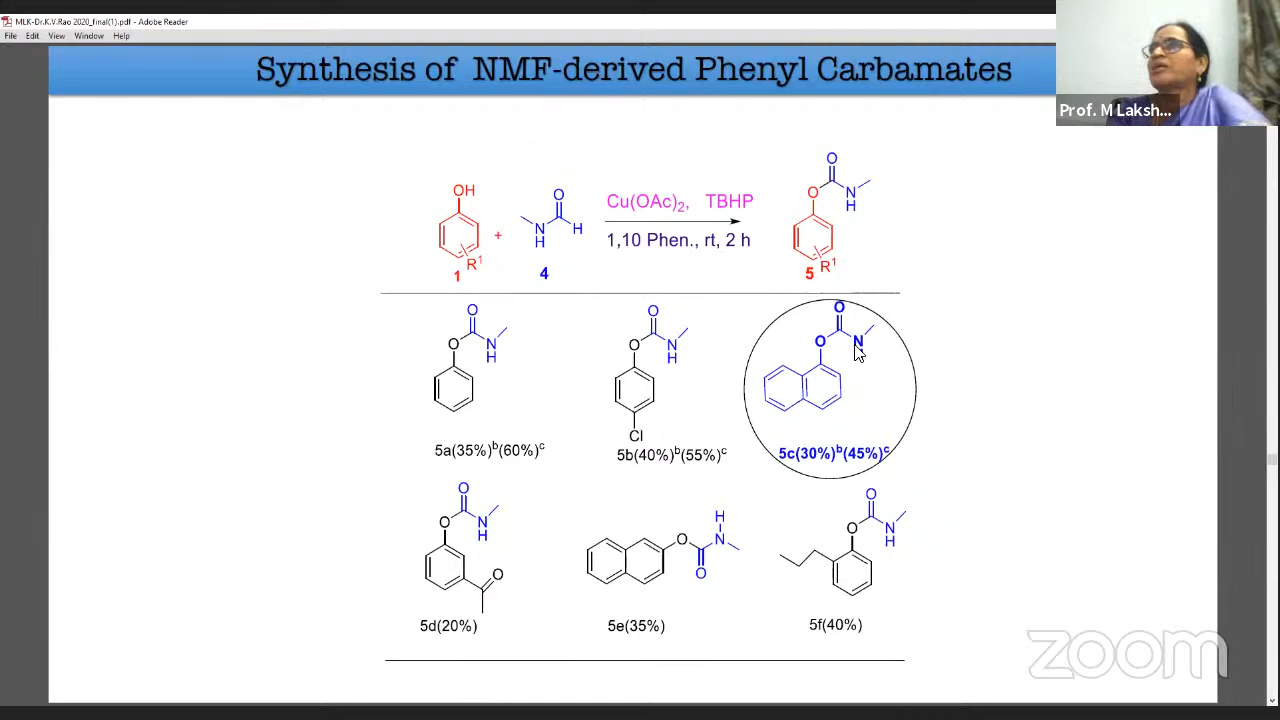 MLK-Dr.K.V.Rao 2020_final(1).pdf - Adobe Reader
File Edit View Window Help
Synthesis of NMF-derived Phenyl Carbamates
Prof. M Laksh...
OH
R¹
1
+
O
N
H
H
4
Cu(OAc)₂, TBHP
1,10 Phen., rt, 2 h
O
O
N
H
R¹
5
O
O
N
H
5a(35%)ᵇ(60%)ᶜ
O
O
N
H
Cl
5b(40%)ᵇ(55%)ᶜ
O
O
N
5c(30%)ᵇ(45%)ᶜ
O
O
N
H
O
5d(20%)
H
O
N
O
5e(35%)
O
O
N
H
5f(40%)
zoom